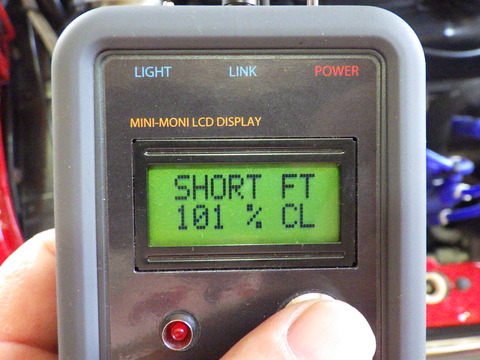 LIGHT LINK POWER
MINI-MONI LCD DISPLAY
SHORT FT
101 % CL